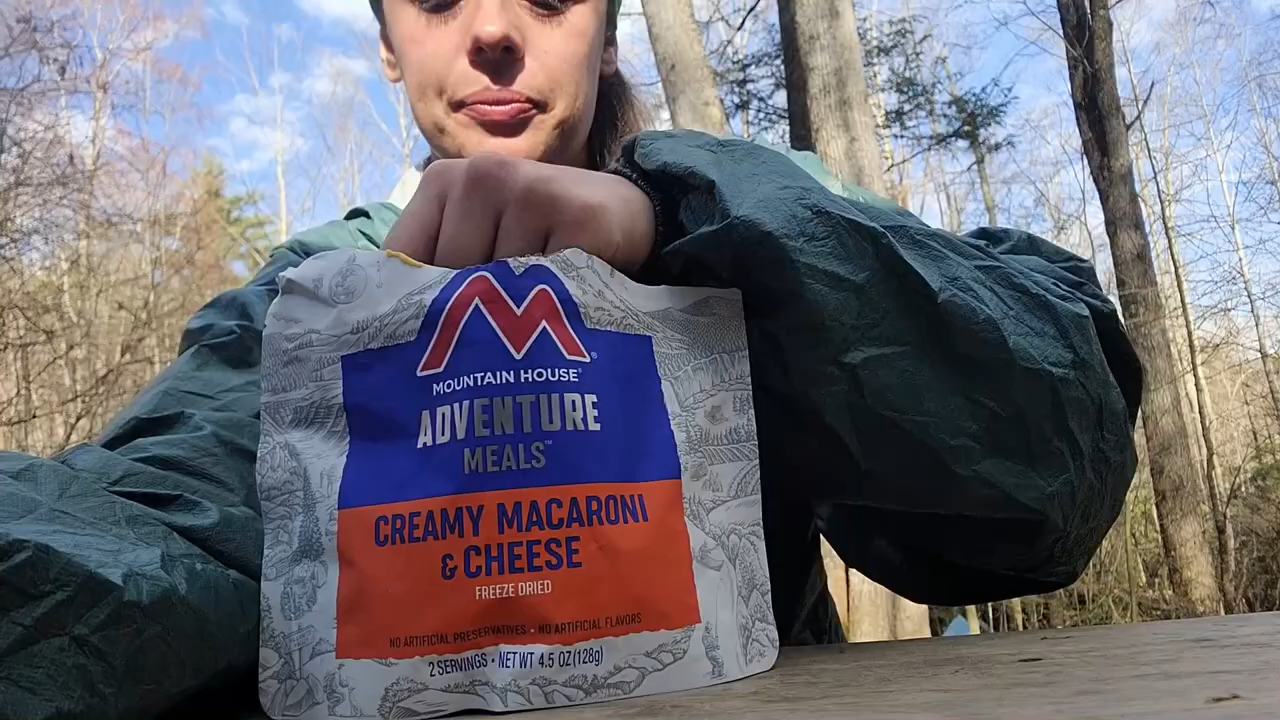 MOUNTAIN HOUSE®
ADVENTURE
MEALS™
CREAMY MACARONI
& CHEESE
FREEZE DRIED
NO ARTIFICIAL PRESERVATIVES • NO ARTIFICIAL FLAVORS
2 SERVINGS • NET WT 4.5 OZ (128g)